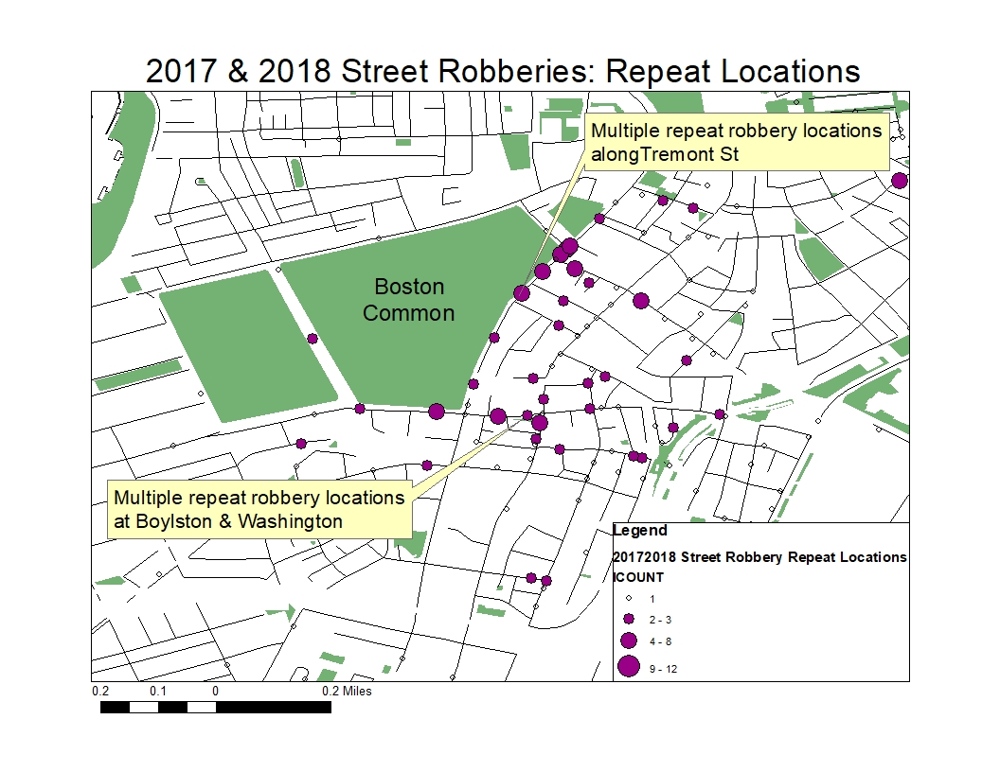 2017 & 2018 Street Robberies: Repeat Locations
Multiple repeat robbery locations
alongTremont St
Boston
Common
Multiple repeat robbery locations
at Boylston & Washington
Legend
20172018 Street Robbery Repeat Locations
ICOUNT
1
2 - 3
4 - 8
9 - 12
0.2 0.1 0 0.2 Miles